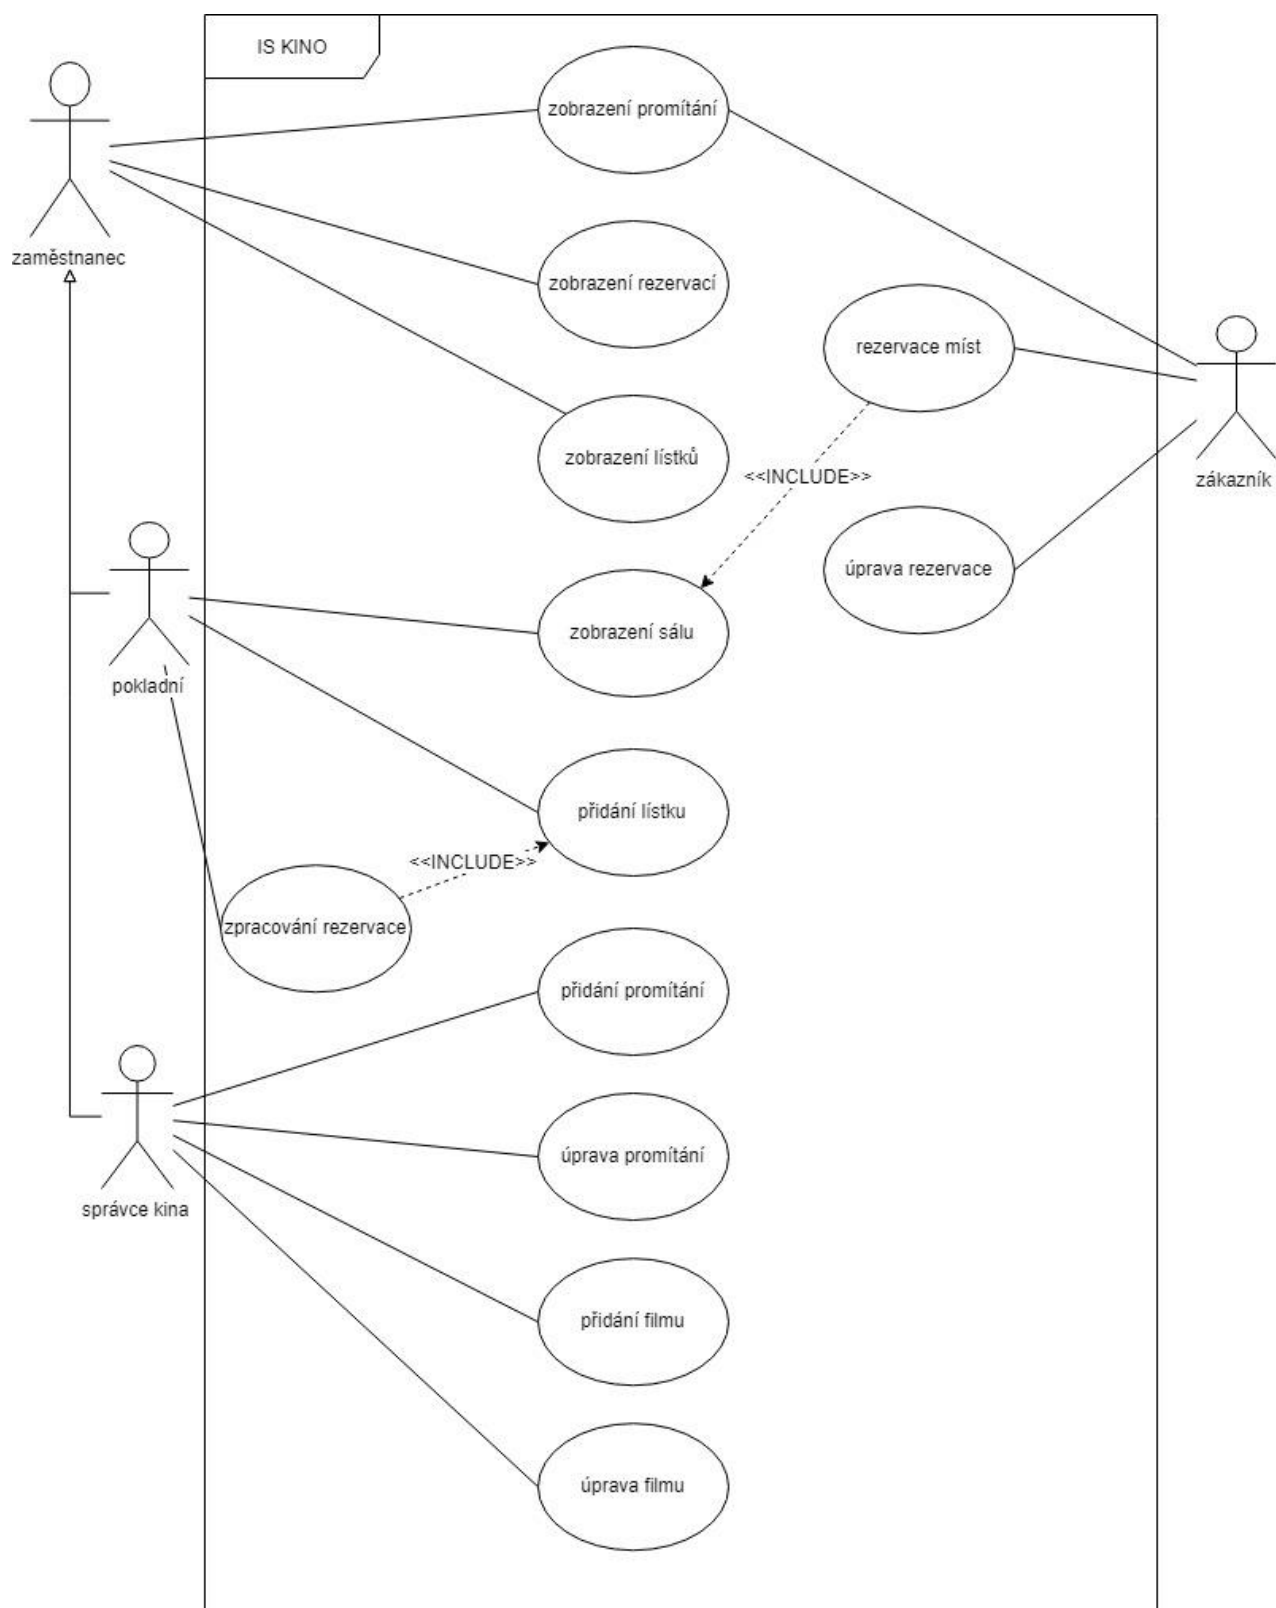 IS KINO
zobrazení promítání
zaměstnanec
zobrazení rezervací
rezervace míst
zobrazení lístků
<<INCLUDE>>
zákazník
úprava rezervace
zobrazení sálu
pokladní
přidání lístku
<<INCLUDE>>
zpracování rezervace
přidání promítání
úprava promítání
správce kina
přidání filmu
úprava filmu